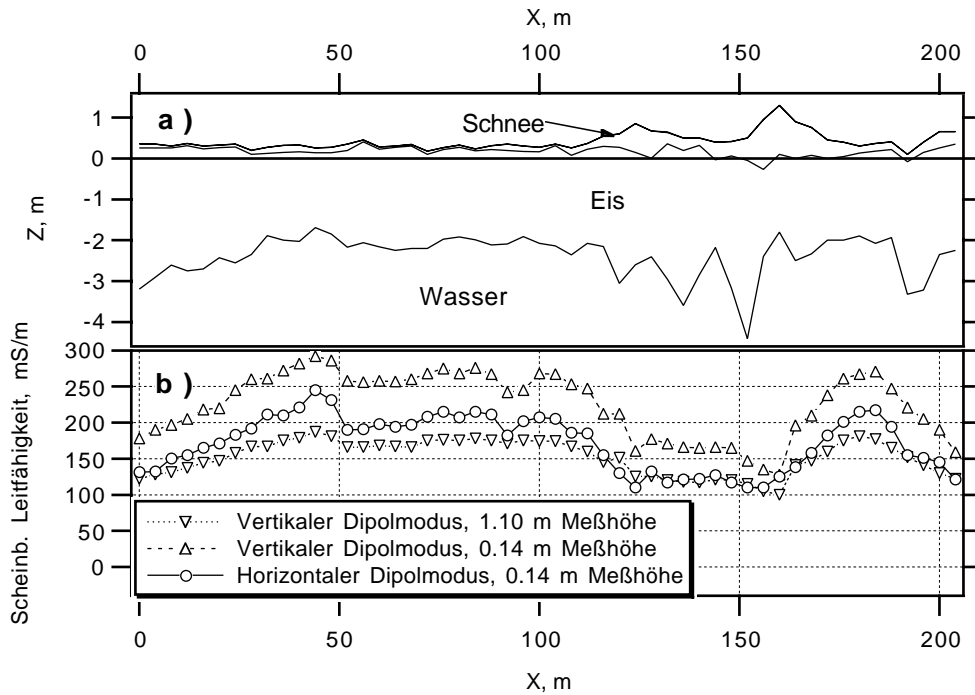 X, m
0 50 100 150 200
a )
Schnee
Eis
Wasser
Z, m
1
0
-1
-2
-3
-4
b )
Scheinb. Leitfähigkeit, mS/m
300
250
200
150
100
50
0
Vertikaler Dipolmodus, 1.10 m Meßhöhe
Vertikaler Dipolmodus, 0.14 m Meßhöhe
Horizontaler Dipolmodus, 0.14 m Meßhöhe
0 50 100 150 200
X, m